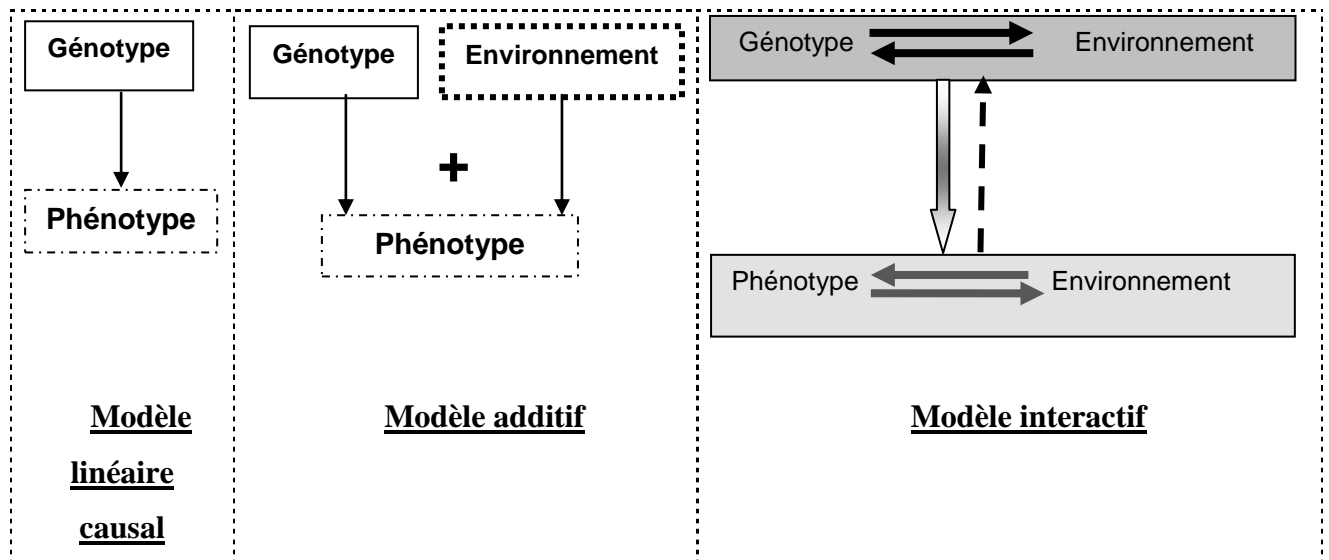 Génotype
Phénotype
Modèle
linéaire
causal
Génotype
Environnement
+
Phénotype
Modèle additif
Génotype Environnement
Phénotype Environnement
Modèle interactif